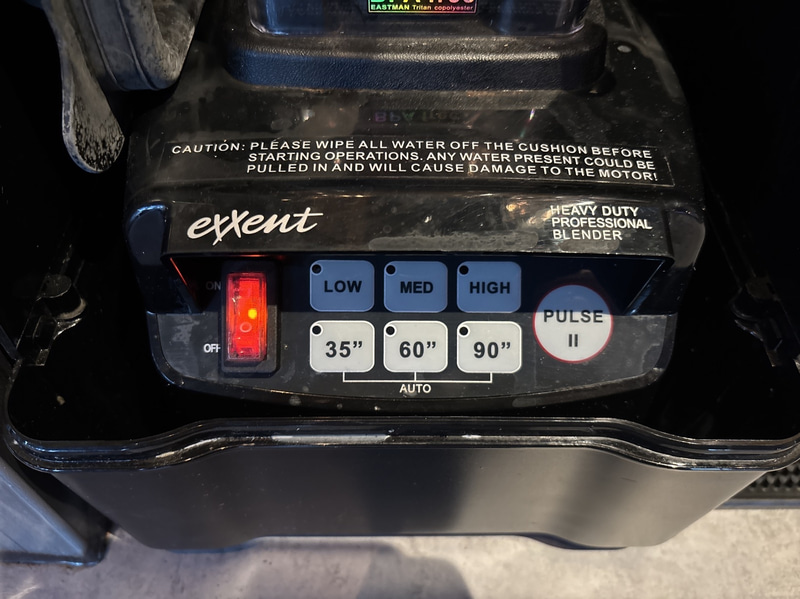 EASTMAN Tritan copolyester
CAUTION: PLEASE WIPE ALL WATER OFF THE CUSHION BEFORE
STARTING OPERATIONS. ANY WATER PRESENT COULD BE
PULLED IN AND WILL CAUSE DAMAGE TO THE MOTOR!
exxent
HEAVY DUTY
PROFESSIONAL
BLENDER
ON
LOW
MED
HIGH
PULSE
II
OFF
35”
60”
90”
AUTO